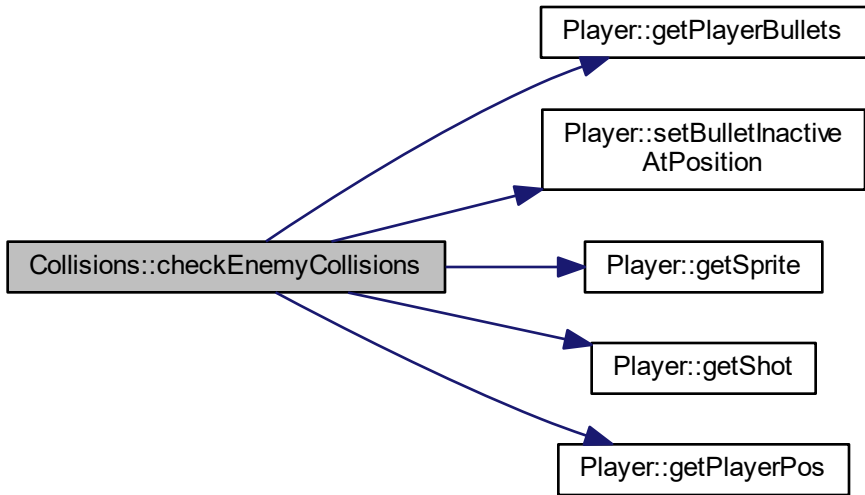 Player::getPlayerBullets
Player::setBulletInactive
AtPosition
Collisions::checkEnemyCollisions
Player::getSprite
Player::getShot
Player::getPlayerPos